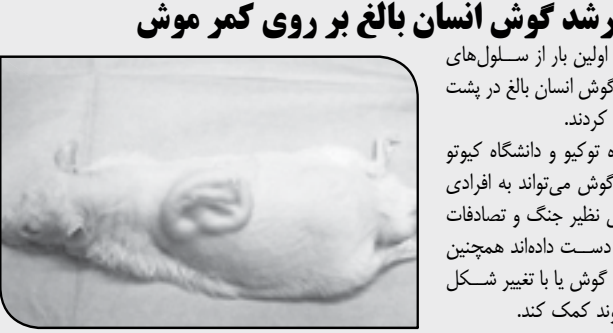 رشد گوش انسان بالغ بر روی کمر موش
اولین بار از سلول‌های
گوش انسان بالغ در پشت
کردند.
توکیو و دانشگاه کیوتو
گوش می‌تواند به افرادی
نظیر جنگ و تصادفات
دست داده‌اند همچنین
گوش یا با تغییر شکل
کمک کند.